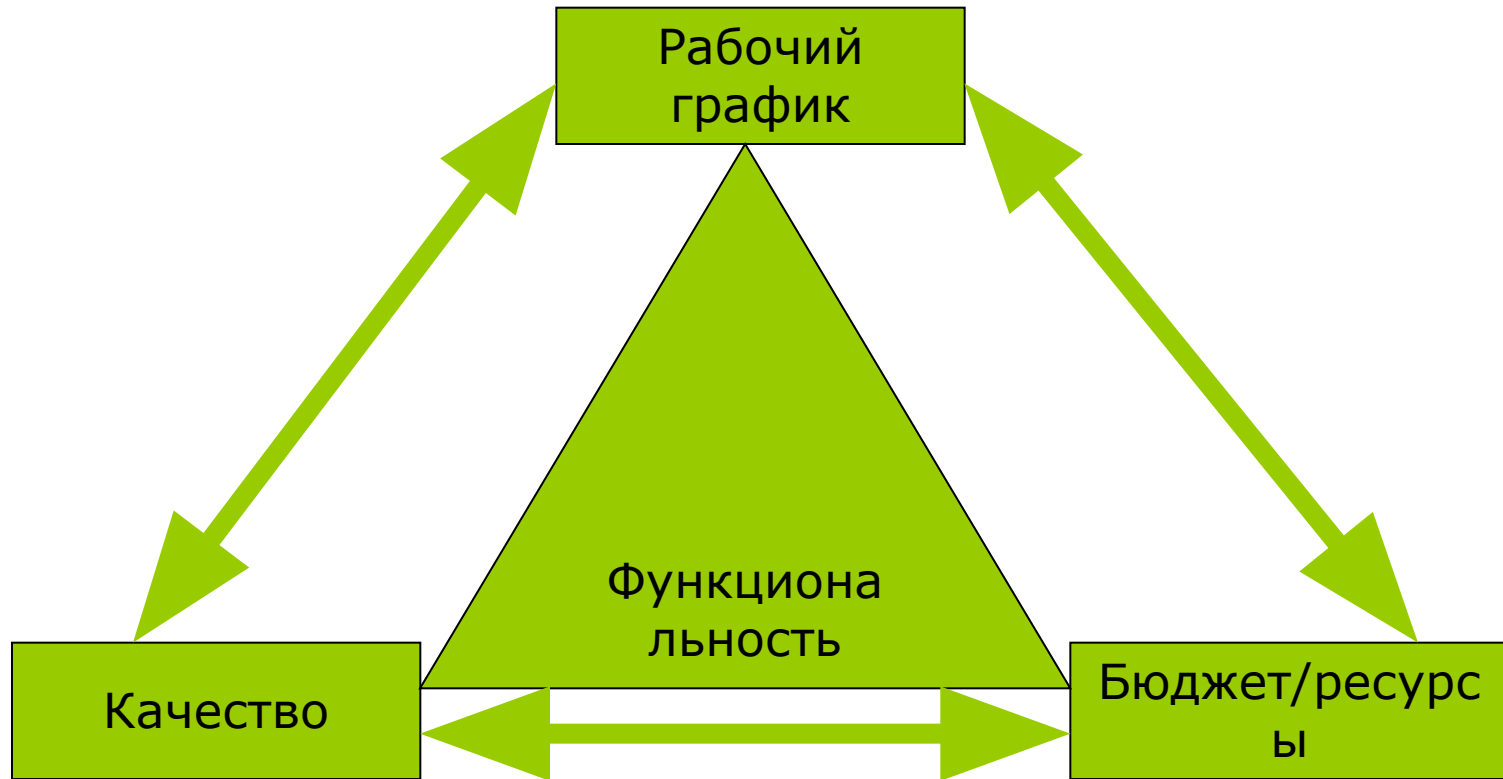 Рабочий
график
Функциона
льность
Качество
Бюджет/ресурс
ы